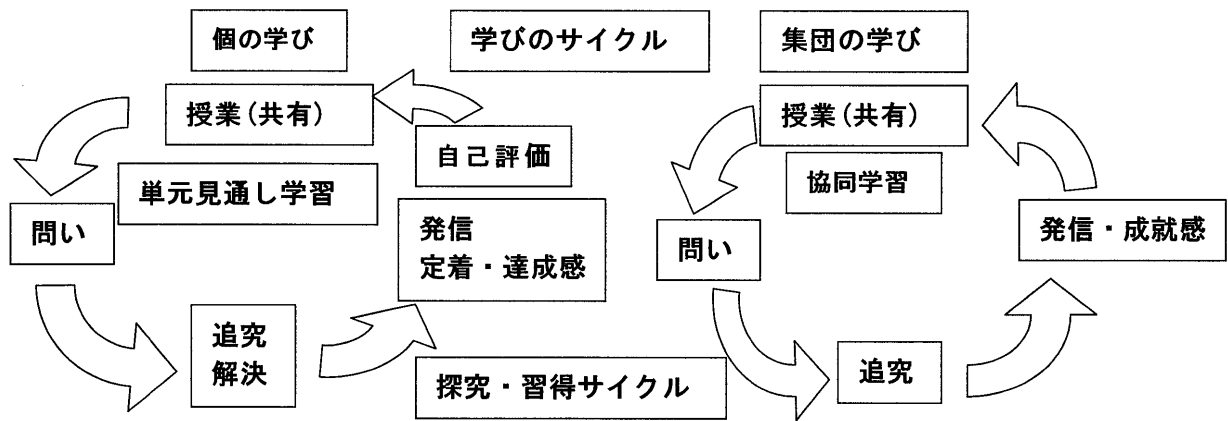 個の学び
学びのサイクル
集団の学び
授業(共有)
授業(共有)
自己評価
協同学習
単元見通し学習
問い
発信
定着・達成感
問い
発信・成就感
追究
解決
追究
探究・習得サイクル